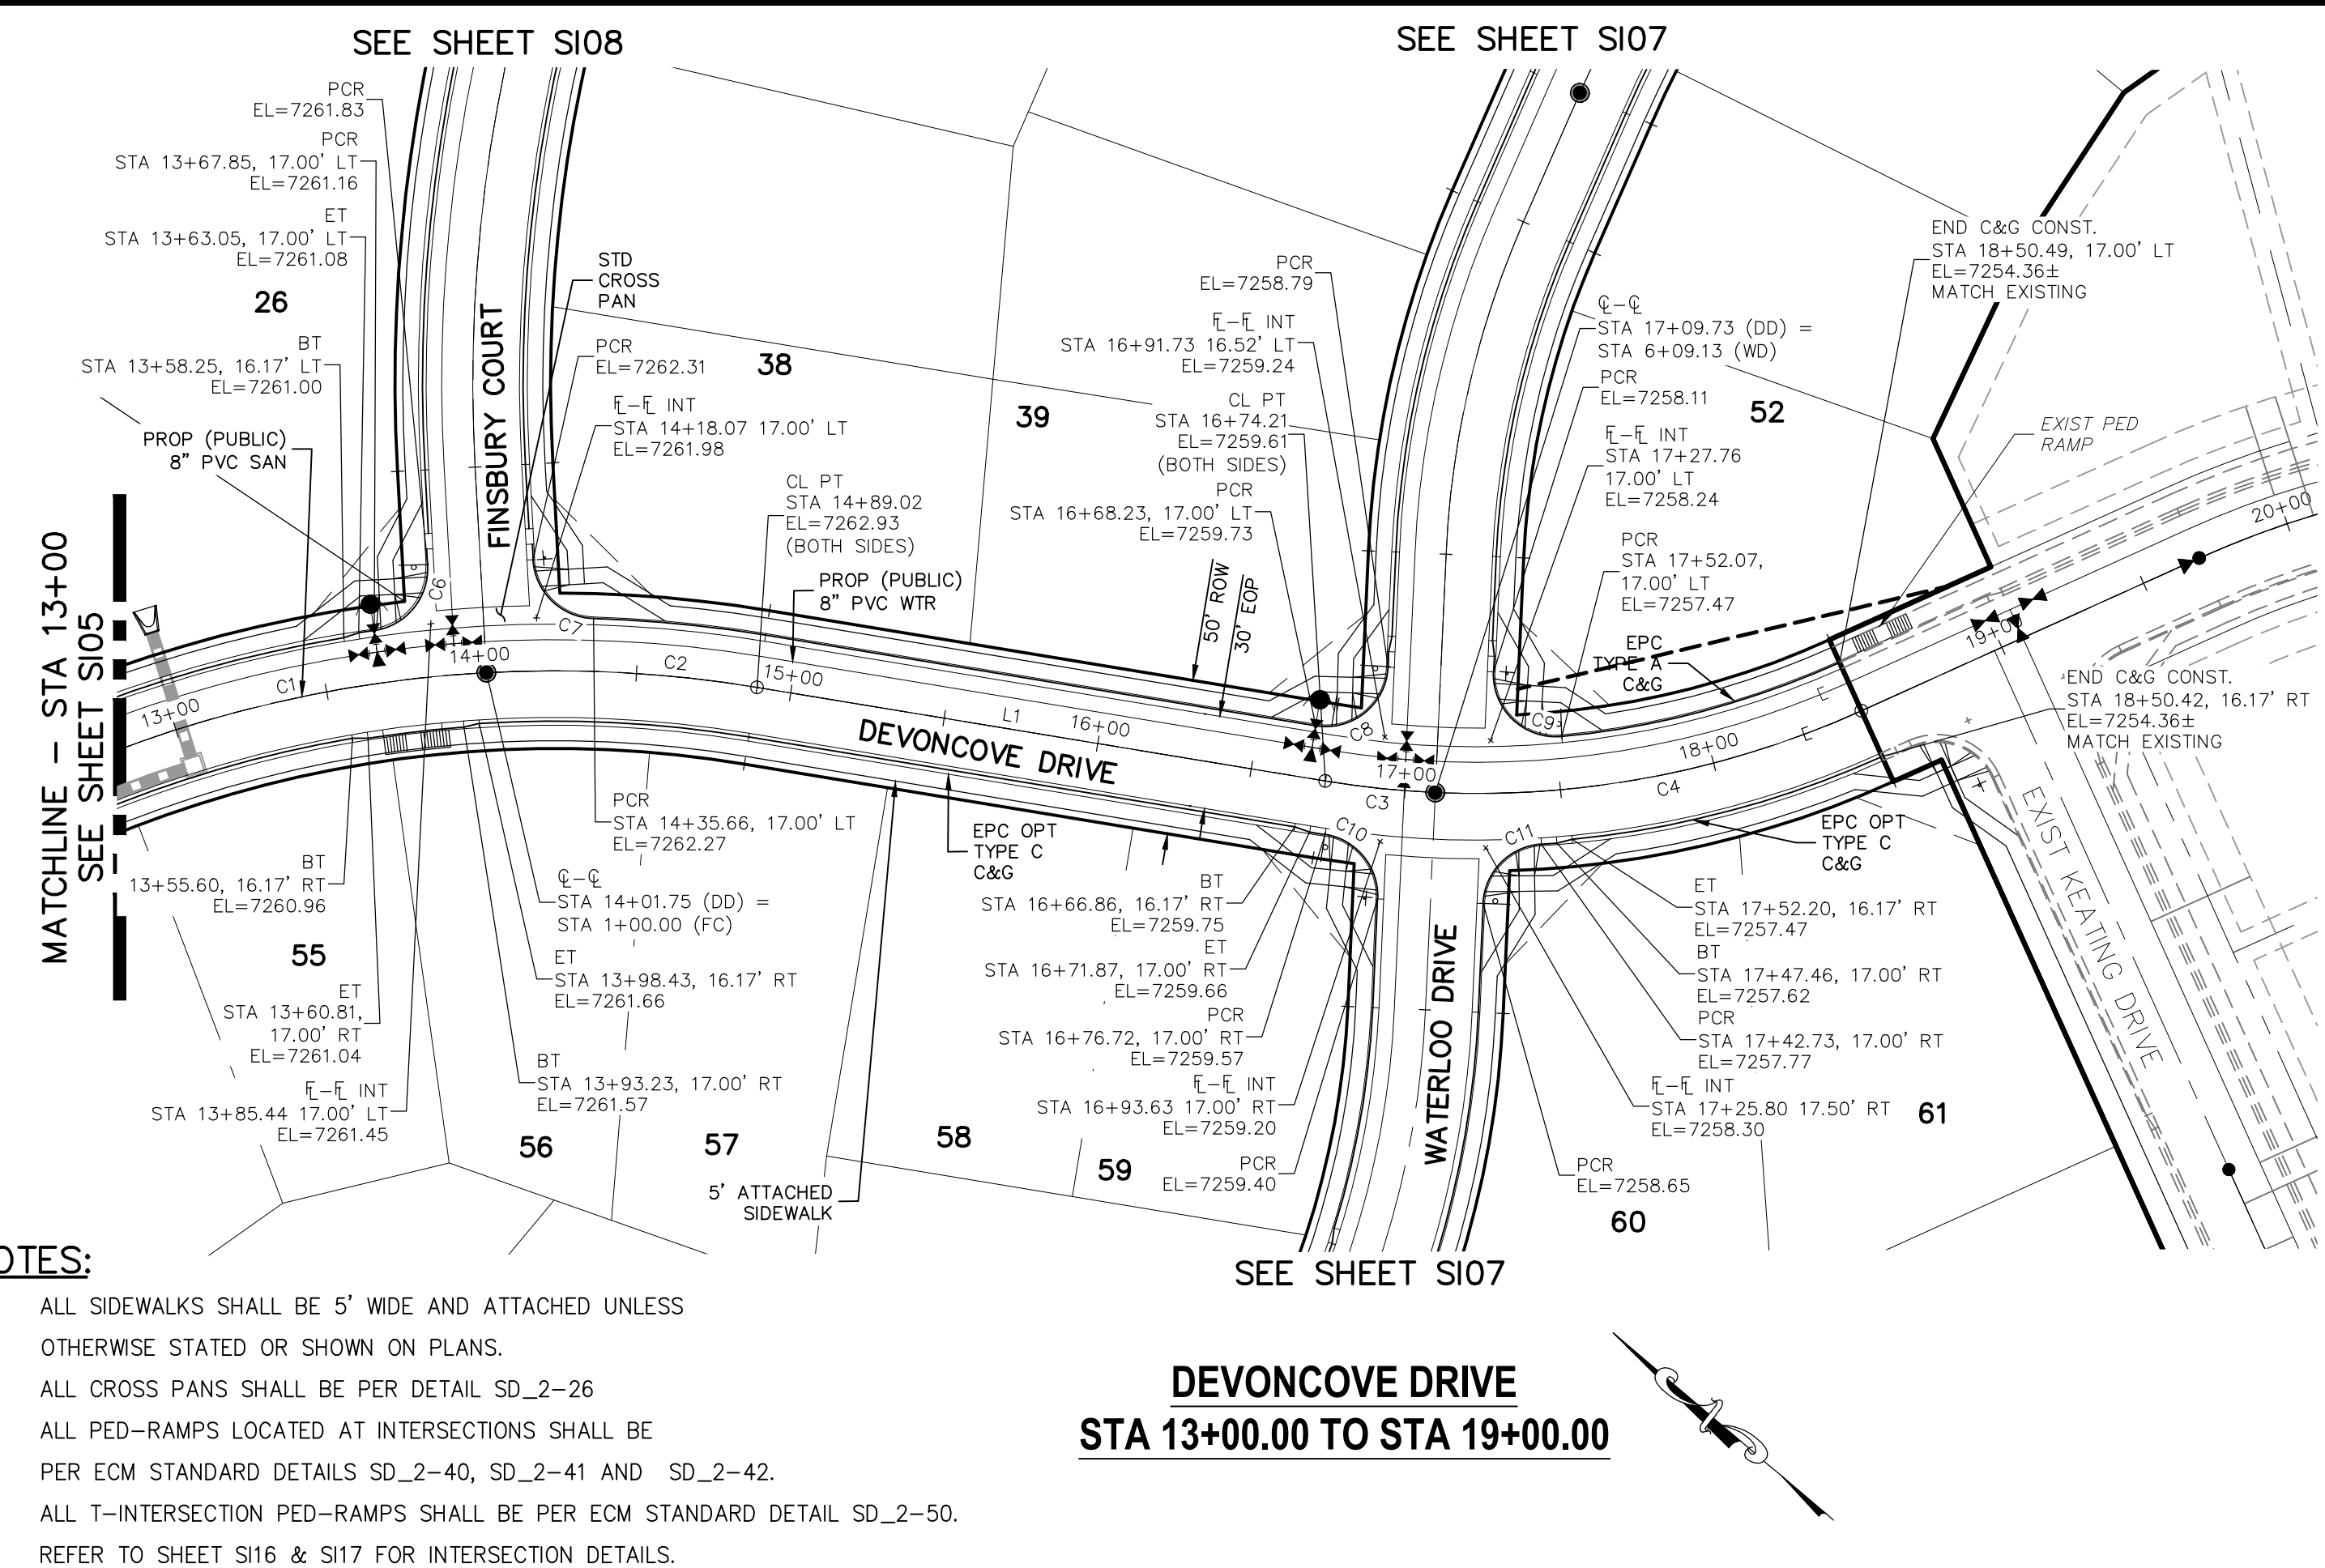 SEE SHEET SI08
SEE SHEET SI07
PCR
EL=7261.83
PCR
STA 13+67.85, 17.00' LT
EL=7261.16
ET
STA 13+63.05, 17.00' LT
EL=7261.08
26
BT
STA 13+58.25, 16.17' LT
EL=7261.00
PROP (PUBLIC)
8" PVC SAN
MATCHLINE - STA 13+00
SEE SHEET SI05
FINSBURY COURT
STD
CROSS
PAN
PCR
EL=7262.31
38
FL-FL INT
STA 14+18.07 17.00' LT
EL=7261.98
CL PT
STA 14+89.02
EL=7262.93
(BOTH SIDES)
PROP (PUBLIC)
8" PVC WTR
39
PCR
EL=7258.79
FL-FL INT
STA 16+91.73 16.52' LT
EL=7259.24
CL PT
STA 16+74.21
EL=7259.61
(BOTH SIDES)
PCR
STA 16+68.23, 17.00' LT
EL=7259.73
50' ROW
30' EOP
CL-CL
STA 17+09.73 (DD) =
STA 6+09.13 (WD)
PCR
EL=7258.11
52
FL-FL INT
STA 17+27.76
17.00' LT
EL=7258.24
PCR
STA 17+52.07,
17.00' LT
EL=7257.47
EPC
TYPE A
C&G
END C&G CONST.
STA 18+50.49, 17.00' LT
EL=7254.36±
MATCH EXISTING
EXIST PED
RAMP
20+00
19+00
END C&G CONST.
STA 18+50.42, 16.17' RT
EL=7254.36±
MATCH EXISTING
C6
C7
C1
13+00
14+00
C2
15+00
L1
16+00
DEVONCOVE DRIVE
C8
17+00
C3
C9
18+00
C4
E
E
C10
C11
EXIST KEATING DRIVE
BT
13+55.60, 16.17' RT
EL=7260.96
55
ET
STA 13+60.81,
17.00' RT
EL=7261.04
FL-FL INT
STA 13+85.44 17.00' LT
EL=7261.45
PCR
STA 14+35.66, 17.00' LT
EL=7262.27
CL-CL
STA 14+01.75 (DD) =
STA 1+00.00 (FC)
ET
STA 13+98.43, 16.17' RT
EL=7261.66
BT
STA 13+93.23, 17.00' RT
EL=7261.57
56
57
5' ATTACHED
SIDEWALK
58
59
EPC OPT
TYPE C
C&G
BT
STA 16+66.86, 16.17' RT
EL=7259.75
ET
STA 16+71.87, 17.00' RT
EL=7259.66
PCR
STA 16+76.72, 17.00' RT
EL=7259.57
FL-FL INT
STA 16+93.63 17.00' RT
EL=7259.20
PCR
EL=7259.40
WATERLOO DRIVE
EPC OPT
TYPE C
C&G
ET
STA 17+52.20, 16.17' RT
EL=7257.47
BT
STA 17+47.46, 17.00' RT
EL=7257.62
PCR
STA 17+42.73, 17.00' RT
EL=7257.77
FL-FL INT
STA 17+25.80 17.50' RT
EL=7258.30
61
PCR
EL=7258.65
60
SEE SHEET SI07
OTES:
ALL SIDEWALKS SHALL BE 5' WIDE AND ATTACHED UNLESS
OTHERWISE STATED OR SHOWN ON PLANS.
ALL CROSS PANS SHALL BE PER DETAIL SD_2-26
ALL PED-RAMPS LOCATED AT INTERSECTIONS SHALL BE
PER ECM STANDARD DETAILS SD_2-40, SD_2-41 AND SD_2-42.
ALL T-INTERSECTION PED-RAMPS SHALL BE PER ECM STANDARD DETAIL SD_2-50.
REFER TO SHEET SI16 & SI17 FOR INTERSECTION DETAILS.
DEVONCOVE DRIVE
STA 13+00.00 TO STA 19+00.00